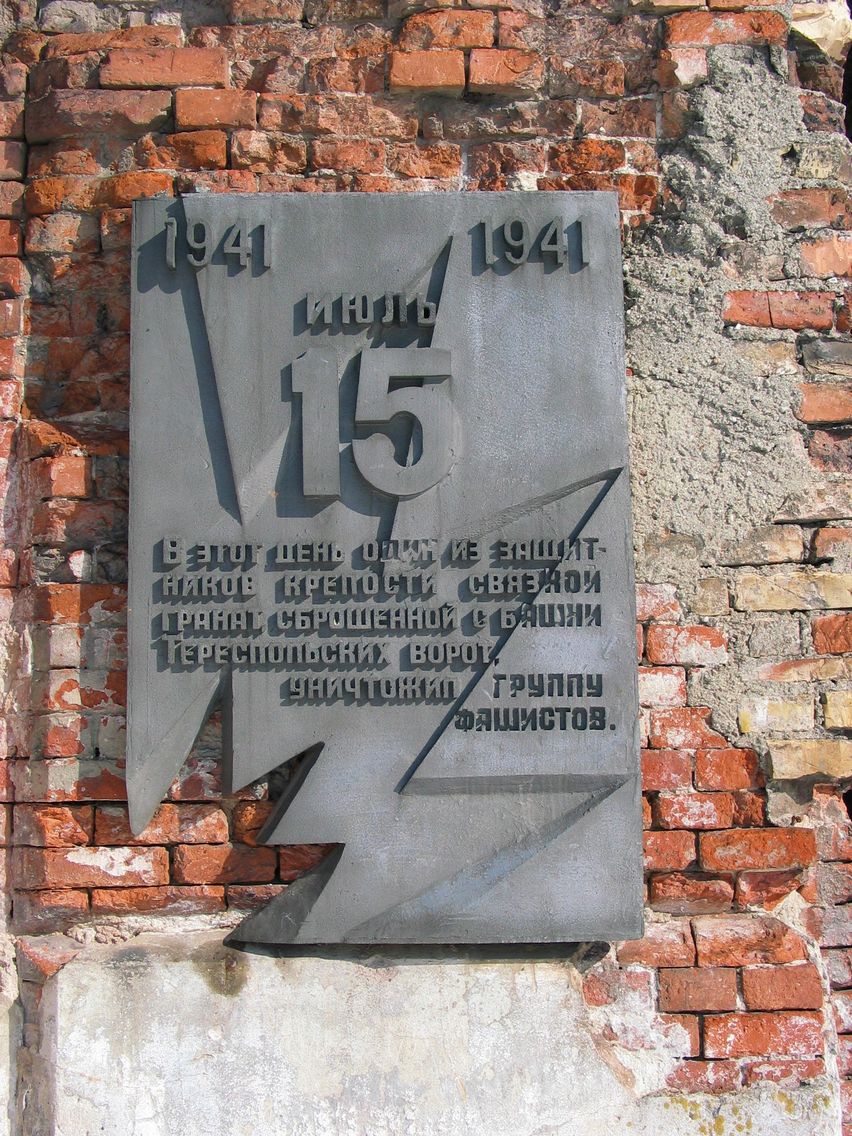 1941 1941
ИЮЛЬ
15
В ЭТОТ ДЕНЬ ОДИН ИЗ ЗАЩИТ-
НИКОВ КРЕПОСТИ СВЯЗКОЙ
ГРАНАТ, СБРОШЕННОЙ С БАШНИ
ТЕРЕСПОЛЬСКИХ ВОРОТ,
УНИЧТОЖИЛ ГРУППУ
ФАШИСТОВ.